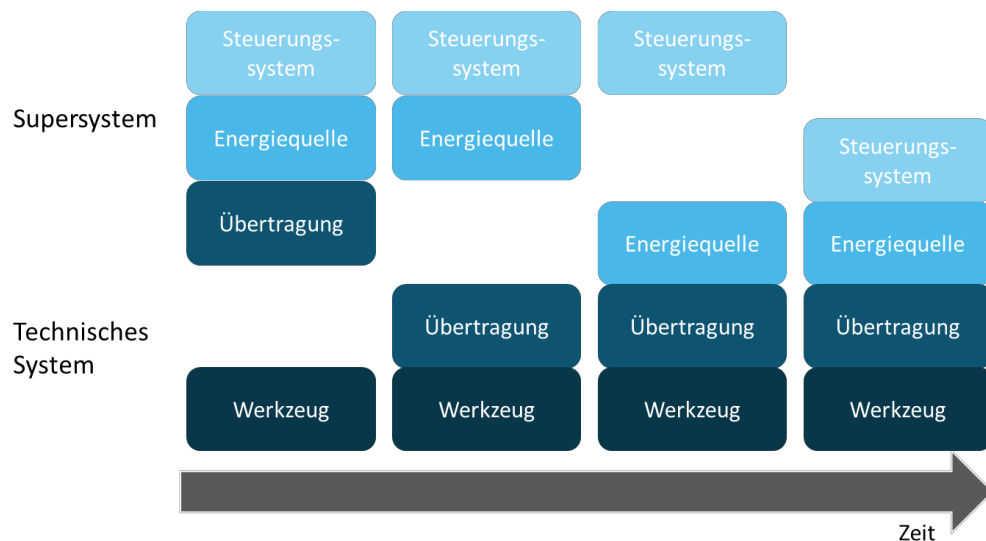 Steuerungs-
system
Steuerungs-
system
Steuerungs-
system
Supersystem
Energiequelle
Energiequelle
Steuerungs-
system
Übertragung
Energiequelle
Energiequelle
Technisches
System
Übertragung
Übertragung
Übertragung
Werkzeug
Werkzeug
Werkzeug
Werkzeug
Zeit